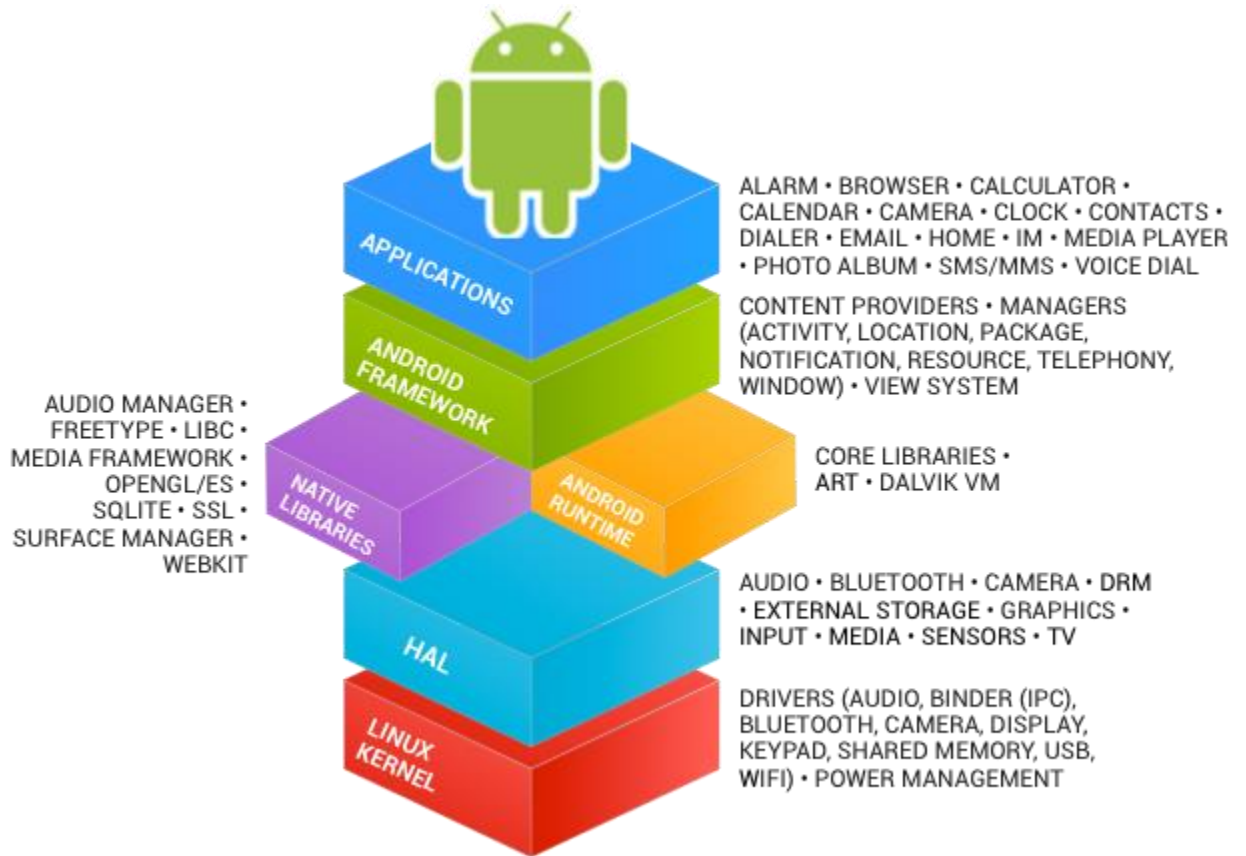 APPLICATIONS
ALARM • BROWSER • CALCULATOR •
CALENDAR • CAMERA • CLOCK • CONTACTS •
DIALER • EMAIL • HOME • IM • MEDIA PLAYER
• PHOTO ALBUM • SMS/MMS • VOICE DIAL
ANDROID
FRAMEWORK
CONTENT PROVIDERS • MANAGERS
(ACTIVITY, LOCATION, PACKAGE,
NOTIFICATION, RESOURCE, TELEPHONY,
WINDOW) • VIEW SYSTEM
AUDIO MANAGER •
FREETYPE • LIBC •
MEDIA FRAMEWORK •
OPENGL/ES •
SQLITE • SSL •
SURFACE MANAGER •
WEBKIT
NATIVE
LIBRARIES
ANDROID
RUNTIME
CORE LIBRARIES •
ART • DALVIK VM
HAL
AUDIO • BLUETOOTH • CAMERA • DRM
• EXTERNAL STORAGE • GRAPHICS •
INPUT • MEDIA • SENSORS • TV
LINUX
KERNEL
DRIVERS (AUDIO, BINDER (IPC),
BLUETOOTH, CAMERA, DISPLAY,
KEYPAD, SHARED MEMORY, USB,
WIFI) • POWER MANAGEMENT